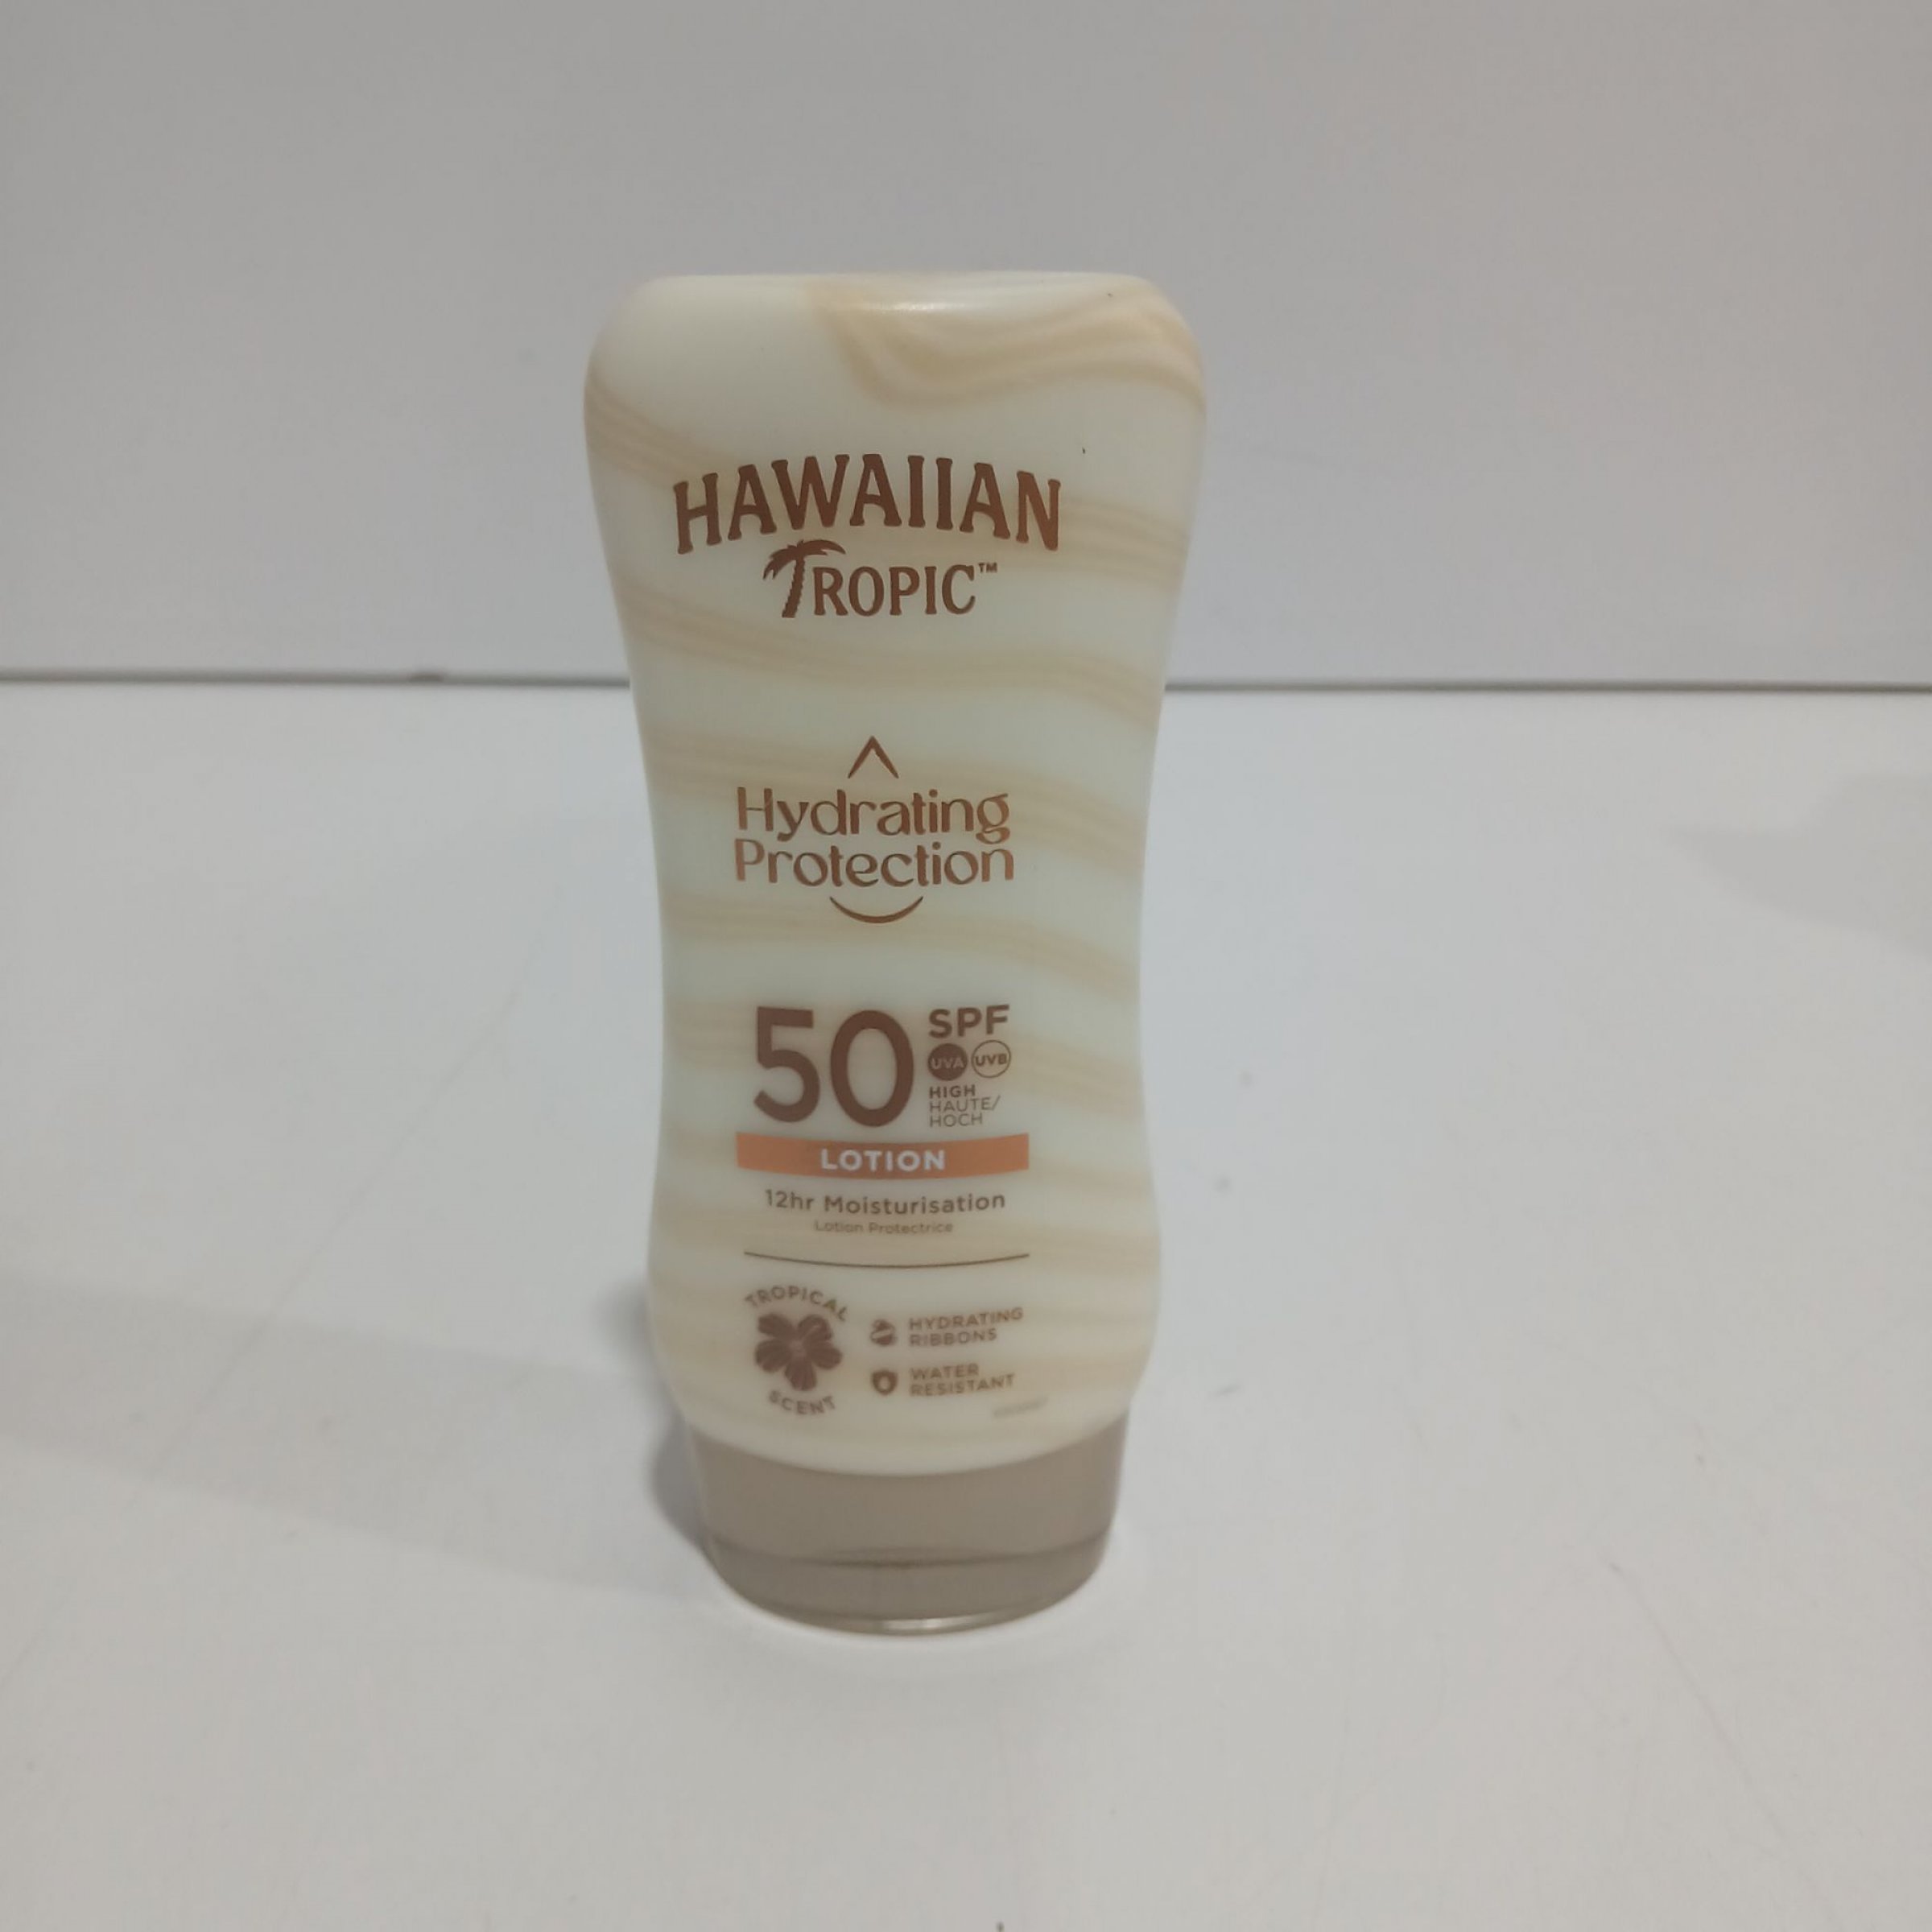 HAWAIIAN
TROPIC™
Hydrating
Protection
50 SPF
UVA UVB
HIGH
HAUTE/
HOCH
LOTION
12hr Moisturisation
Lotion Protectrice
TROPICAL
SCENT
HYDRATING
RIBBONS
WATER
RESISTANT